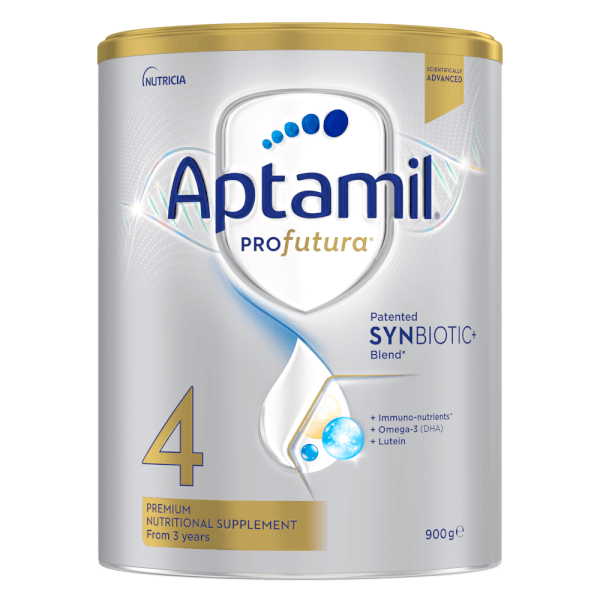 NUTRICIA
SCIENTIFICALLY
ADVANCED
Aptamil®
PROfutura®
Patented
SYNBIOTIC+
Blend*
+ Immuno-nutrients^
+ Omega-3 (DHA)
+ Lutein
4
PREMIUM
NUTRITIONAL SUPPLEMENT
From 3 years
900g℮